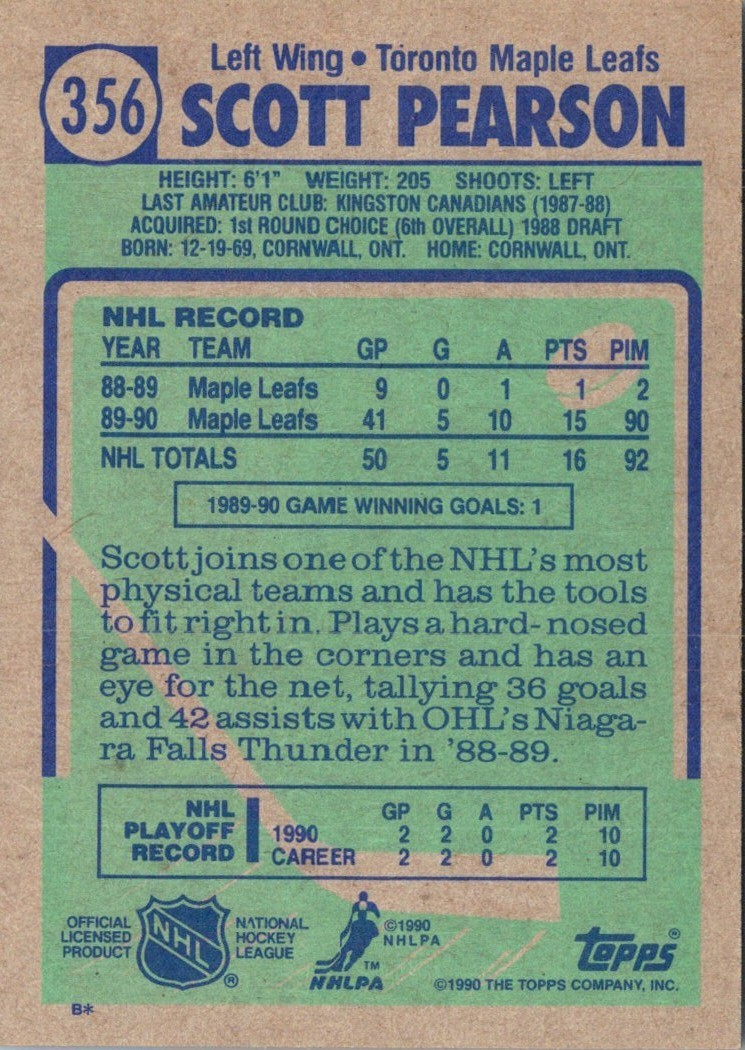 356
Left Wing • Toronto Maple Leafs
SCOTT PEARSON
HEIGHT: 6'1" WEIGHT: 205 SHOOTS: LEFT
LAST AMATEUR CLUB: KINGSTON CANADIANS (1987-88)
ACQUIRED: 1st ROUND CHOICE (6th OVERALL) 1988 DRAFT
BORN: 12-19-69, CORNWALL, ONT. HOME: CORNWALL, ONT.
NHL RECORD
YEAR TEAM GP G A PTS PIM
88-89 Maple Leafs 9 0 1 1 2
89-90 Maple Leafs 41 5 10 15 90
NHL TOTALS 50 5 11 16 92
1989-90 GAME WINNING GOALS: 1
Scott joins one of the NHL's most
physical teams and has the tools
to fit right in. Plays a hard-nosed
game in the corners and has an
eye for the net, tallying 36 goals
and 42 assists with OHL's Niaga-
ra Falls Thunder in '88-89.
NHL PLAYOFF RECORD
GP G A PTS PIM
1990 2 2 0 2 10
CAREER 2 2 0 2 10
OFFICIAL
LICENSED
PRODUCT
NHL
®
NATIONAL
HOCKEY
LEAGUE
TM
NHLPA
©1990
NHLPA
Topps®
©1990 THE TOPPS COMPANY, INC.
B*